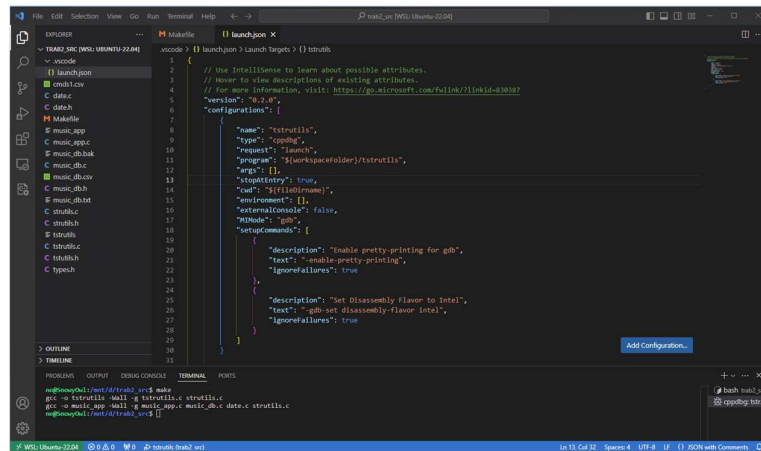 File Edit Selection View Go Run Terminal Help
trab2_src [WSL: Ubuntu-22.04]
EXPLORER
TRAB2_SRC [WSL: UBUNTU-22.04]
.vscode
launch.json
cmds1.csv
date.c
date.h
Makefile
music_app
music_app.c
music_db.bak
music_db.c
music_db.csv
music_db.h
music_db.txt
strutils.c
strutils.h
tstrutils
tstrutils.c
tstutils.h
types.h
OUTLINE
TIMELINE
Makefile
launch.json
.vscode > launch.json > Launch Targets > {} tstrutils
1 {
2 // Use IntelliSense to learn about possible attributes.
3 // Hover to view descriptions of existing attributes.
4 // For more information, visit: https://go.microsoft.com/fwlink/?linkid=830387
5 "version": "0.2.0",
6 "configurations": [
7 {
8 "name": "tstrutils",
9 "type": "cppdbg",
10 "request": "launch",
11 "program": "${workspaceFolder}/tstrutils",
12 "args": [],
13 "stopAtEntry": true,
14 "cwd": "${fileDirname}",
15 "environment": [],
16 "externalConsole": false,
17 "MIMode": "gdb",
18 "setupCommands": [
19 {
20 "description": "Enable pretty-printing for gdb",
21 "text": "-enable-pretty-printing",
22 "ignoreFailures": true
23 },
24 {
25 "description": "Set Disassembly Flavor to Intel",
26 "text": "-gdb-set disassembly-flavor intel",
27 "ignoreFailures": true
28 }
29 ]
30 }
31
Add Configuration...
PROBLEMS OUTPUT DEBUG CONSOLE TERMINAL PORTS
SnowyOwl:/mnt/d/trab2_src$ make
gcc -o tstrutils -Wall -g tstrutils.c strutils.c
gcc -o music_app -Wall -g music_app.c music_db.c date.c strutils.c
SnowyOwl:/mnt/d/trab2_src$
bash trab2_s
cppdbg: tstr
WSL: Ubuntu-22.04 0 0 0 tstrutils (trab2_src) Ln 13, Col 32 Spaces: 4 UTF-8 LF {} JSON with Comments